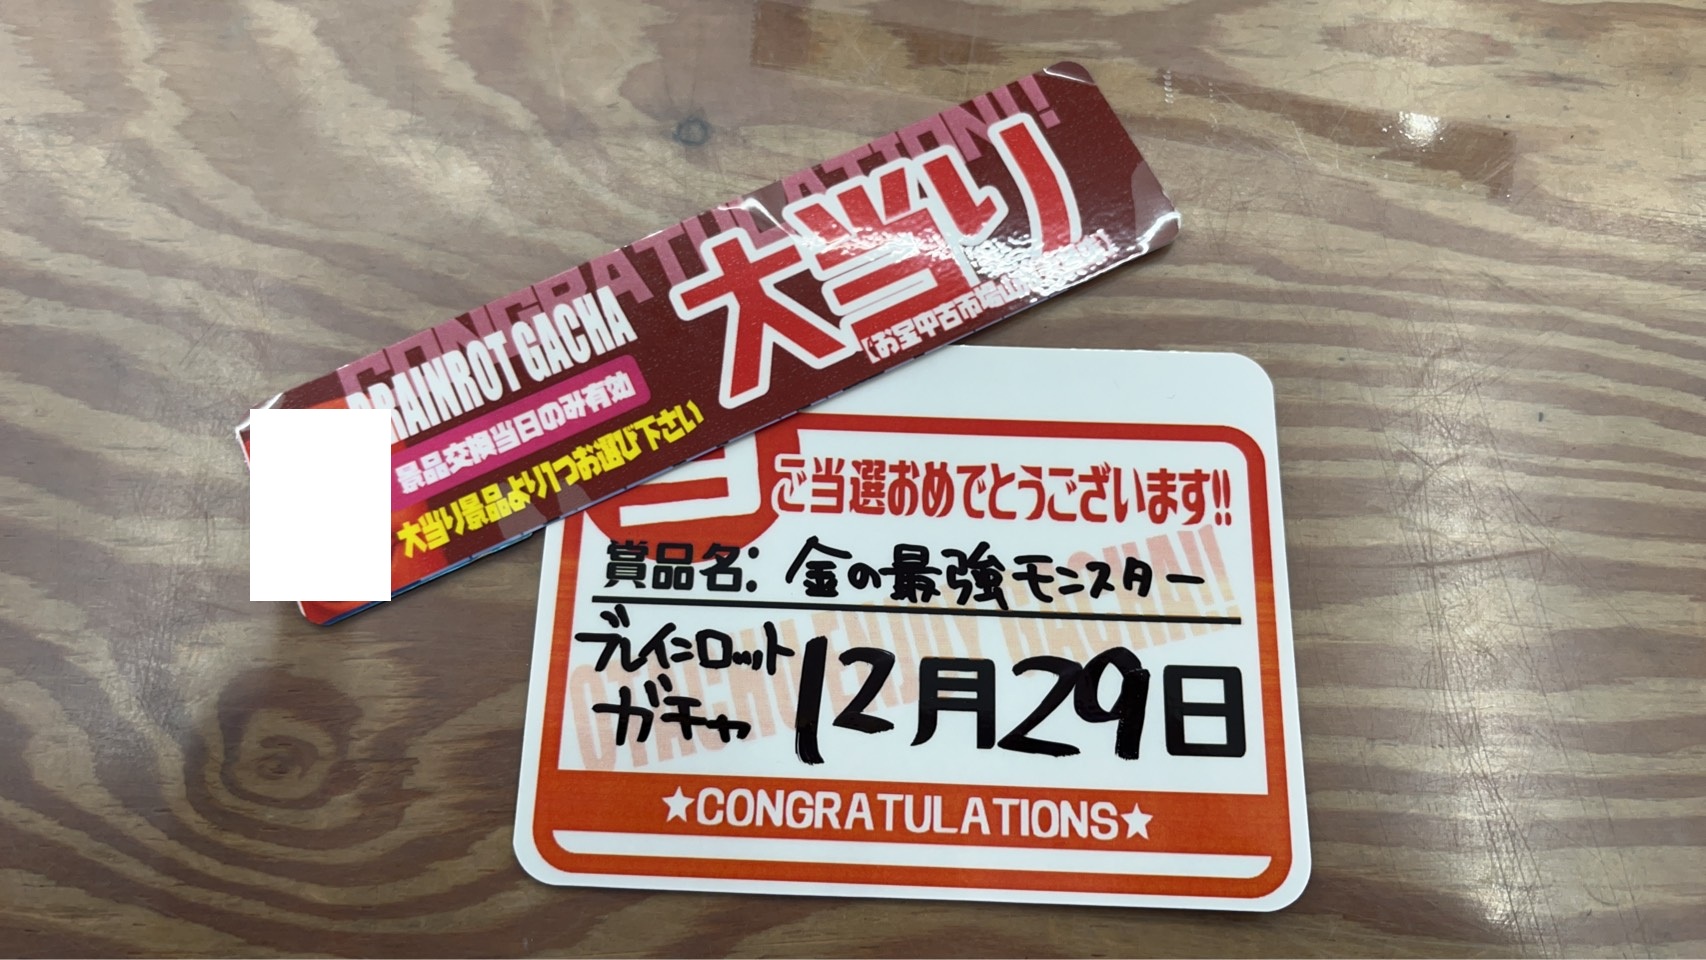 CONGRATULATION!!!
BRAINROT GACHA
大当り
景品交換当日のみ有効
大当り景品より1つお選び下さい
【お宝中古市場山
ご当選おめでとうございます!!
賞品名: 金の最強モンスター
ブレインロット
ガチャ
12月29日
★CONGRATULATIONS★